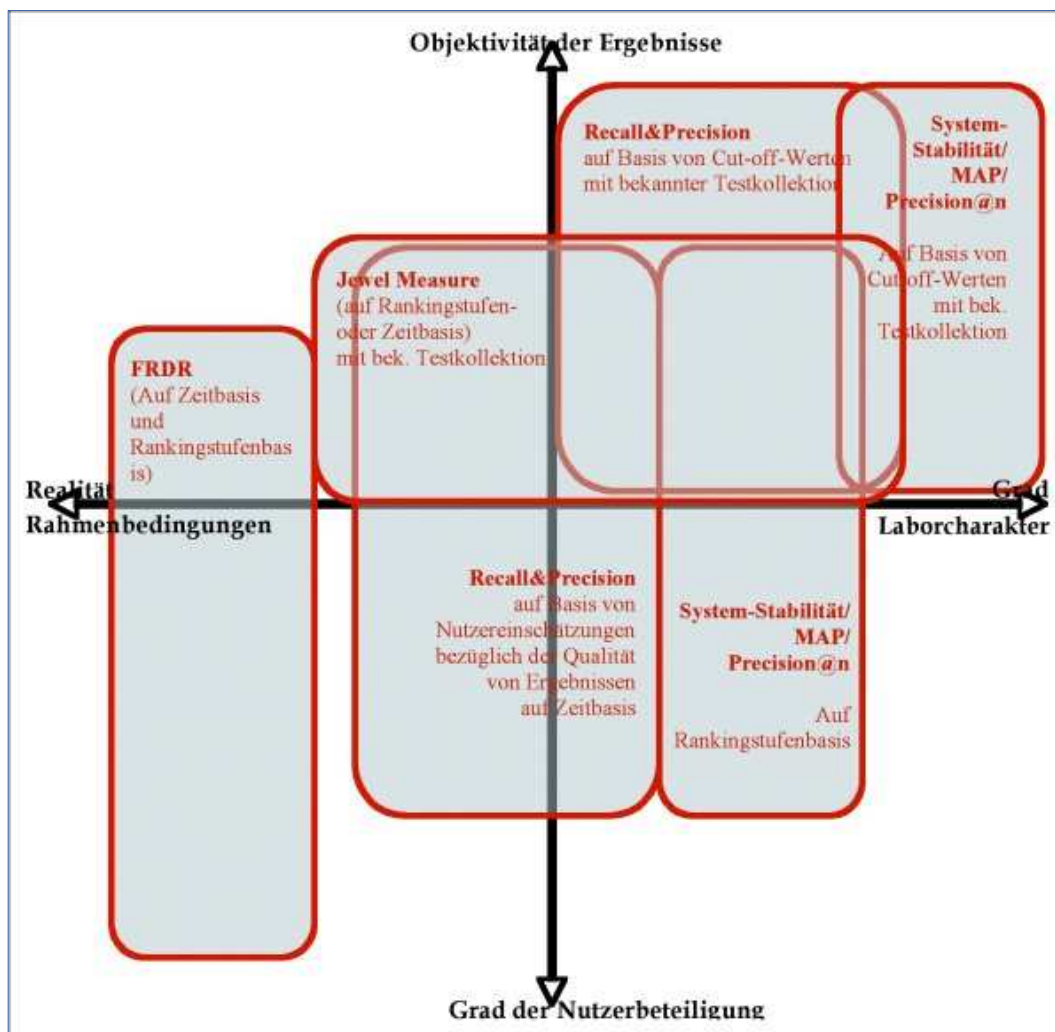 Objektivität der Ergebnisse
Recall&Precision
auf Basis von Cut-off-Werten
mit bekannter Testkollektion
System-
Stabilität/
MAP/
Precision@n
Auf Basis von
Cut-off-Werten
mit bek.
Testkollektion
Jewel Measure
(auf Rankingstufen-
oder Zeitbasis)
mit bek. Testkollektion
FRDR
(Auf Zeitbasis
und
Rankingstufenbas
is)
Realität
Rahmenbedingungen
Grad
Laborcharakter
Recall&Precision
auf Basis von
Nutzereinschätzungen
bezüglich der Qualität
von Ergebnissen
auf Zeitbasis
System-Stabilität/
MAP/
Precision@n
Auf
Rankingstufenbasis
Grad der Nutzerbeteiligung